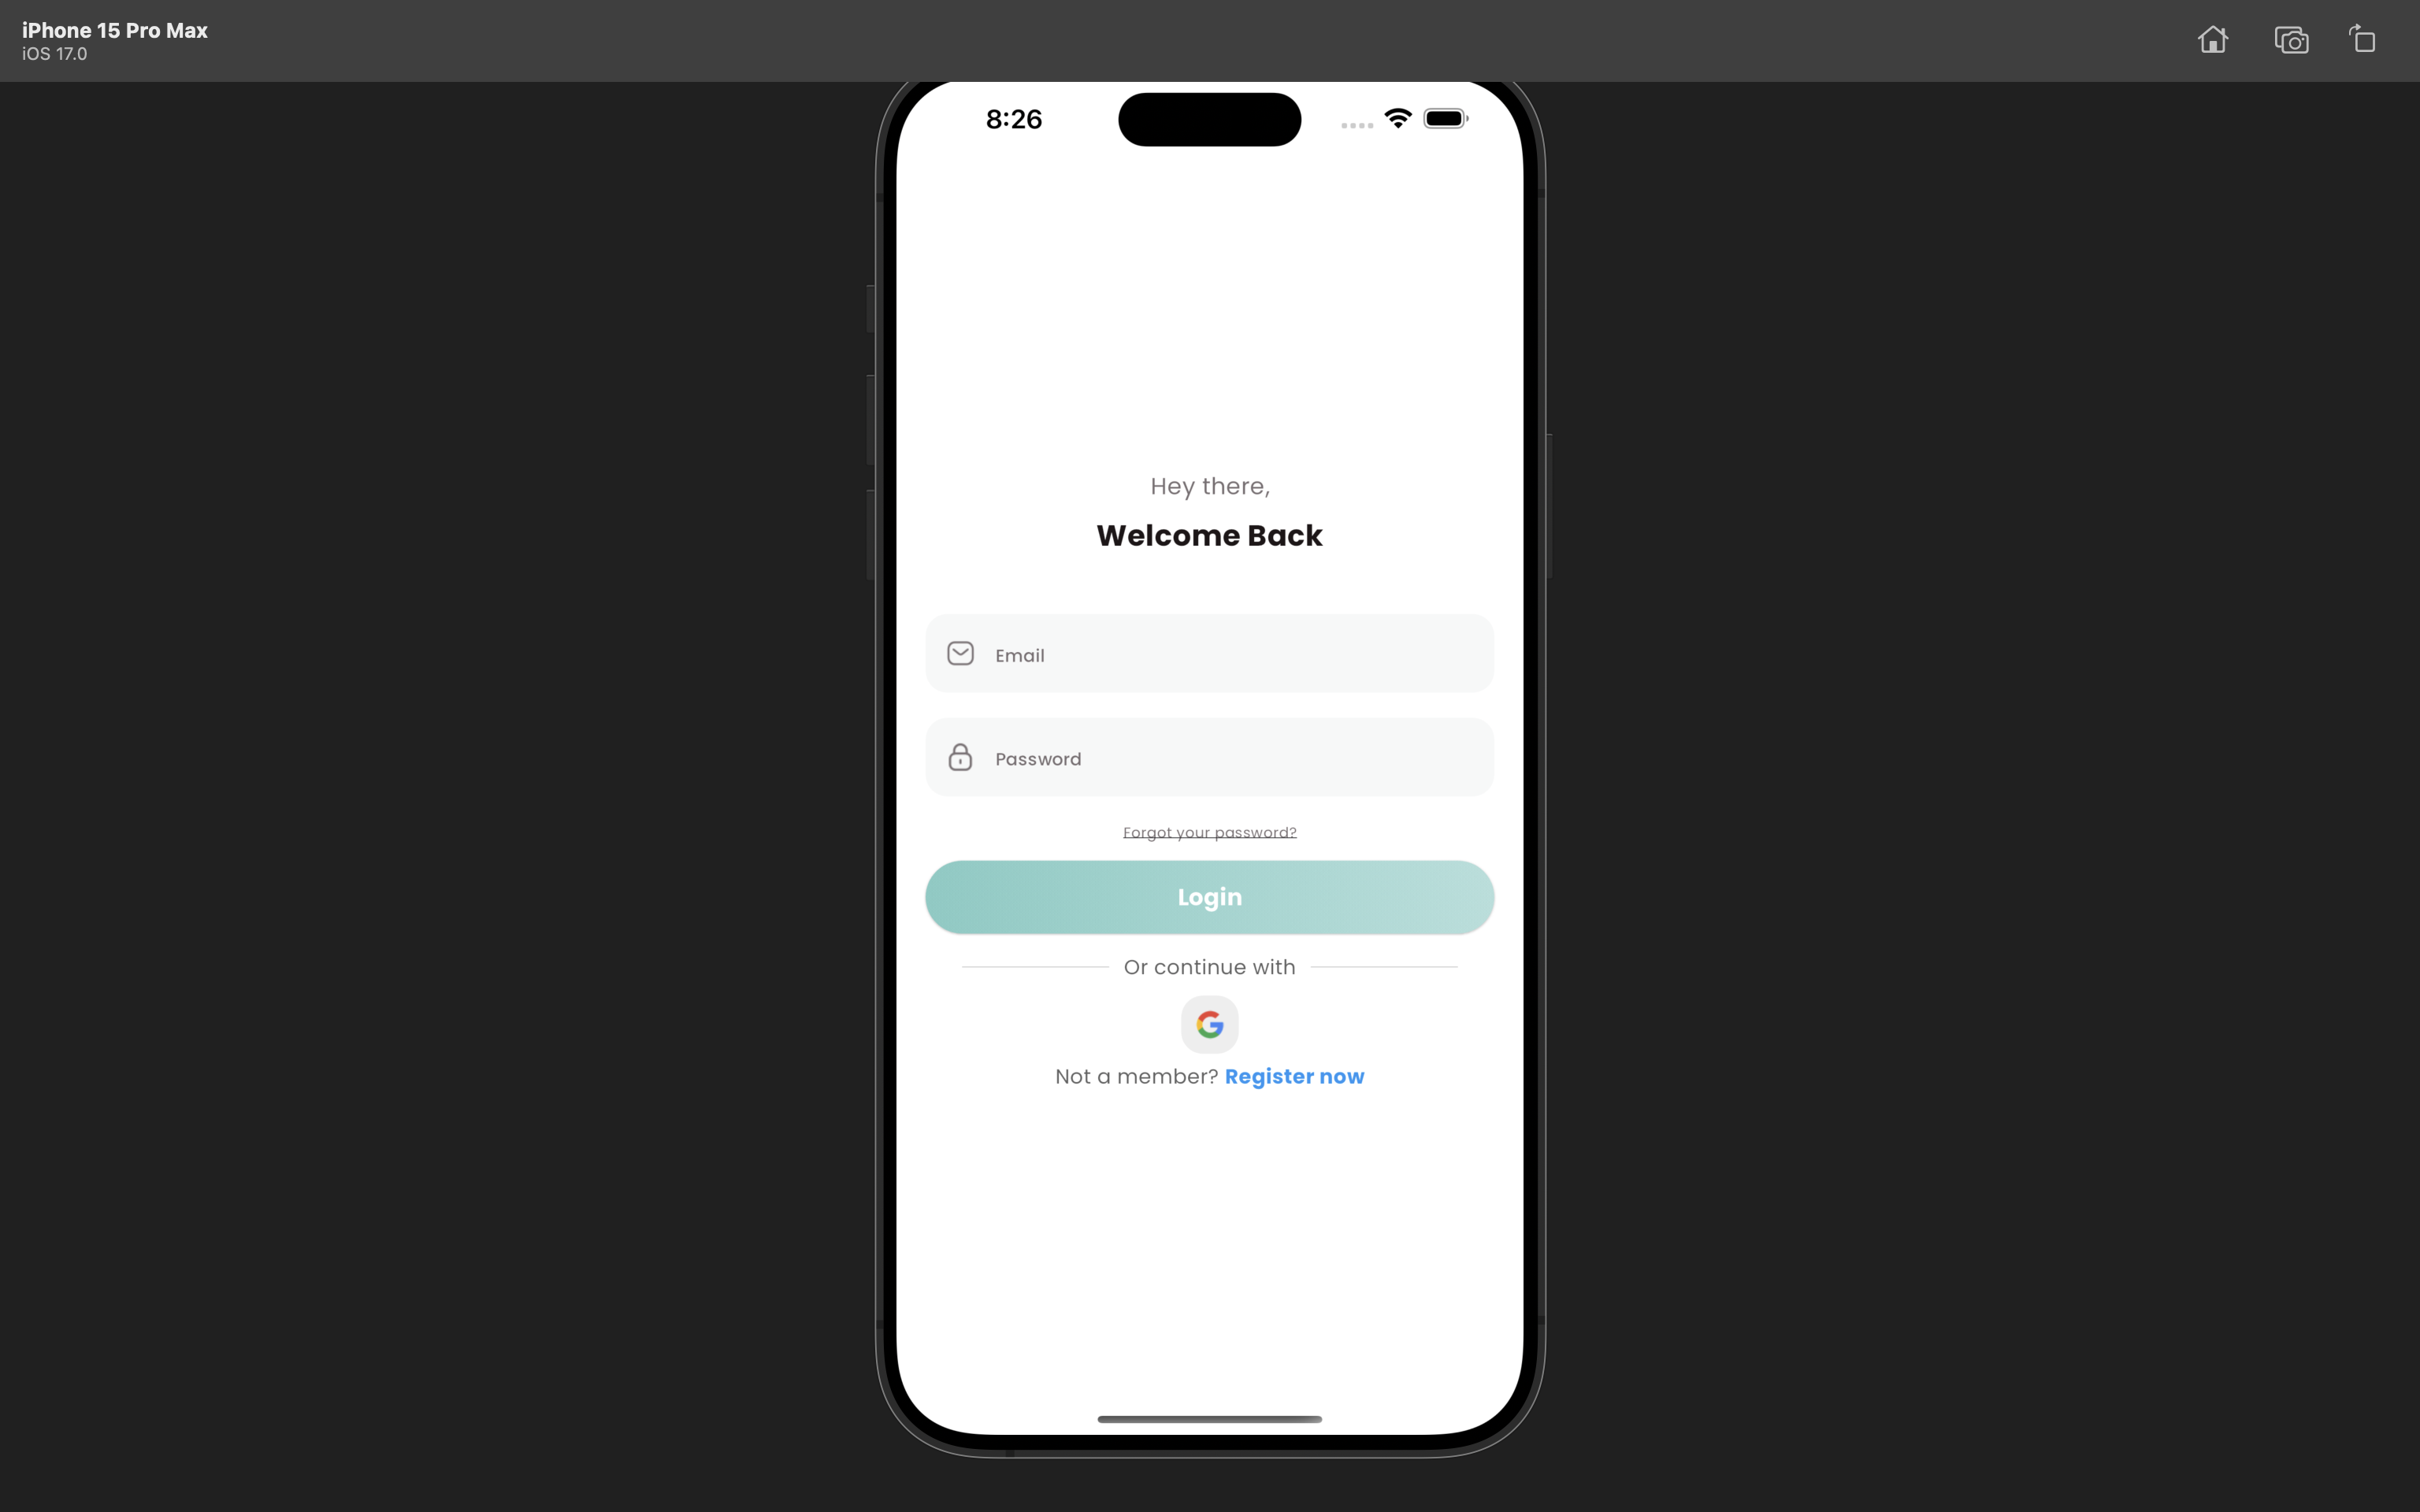 iPhone 15 Pro Max
iOS 17.0
8:26
Hey there,
Welcome Back
Email
Password
Forgot your password?
Login
Or continue with
Not a member? Register now